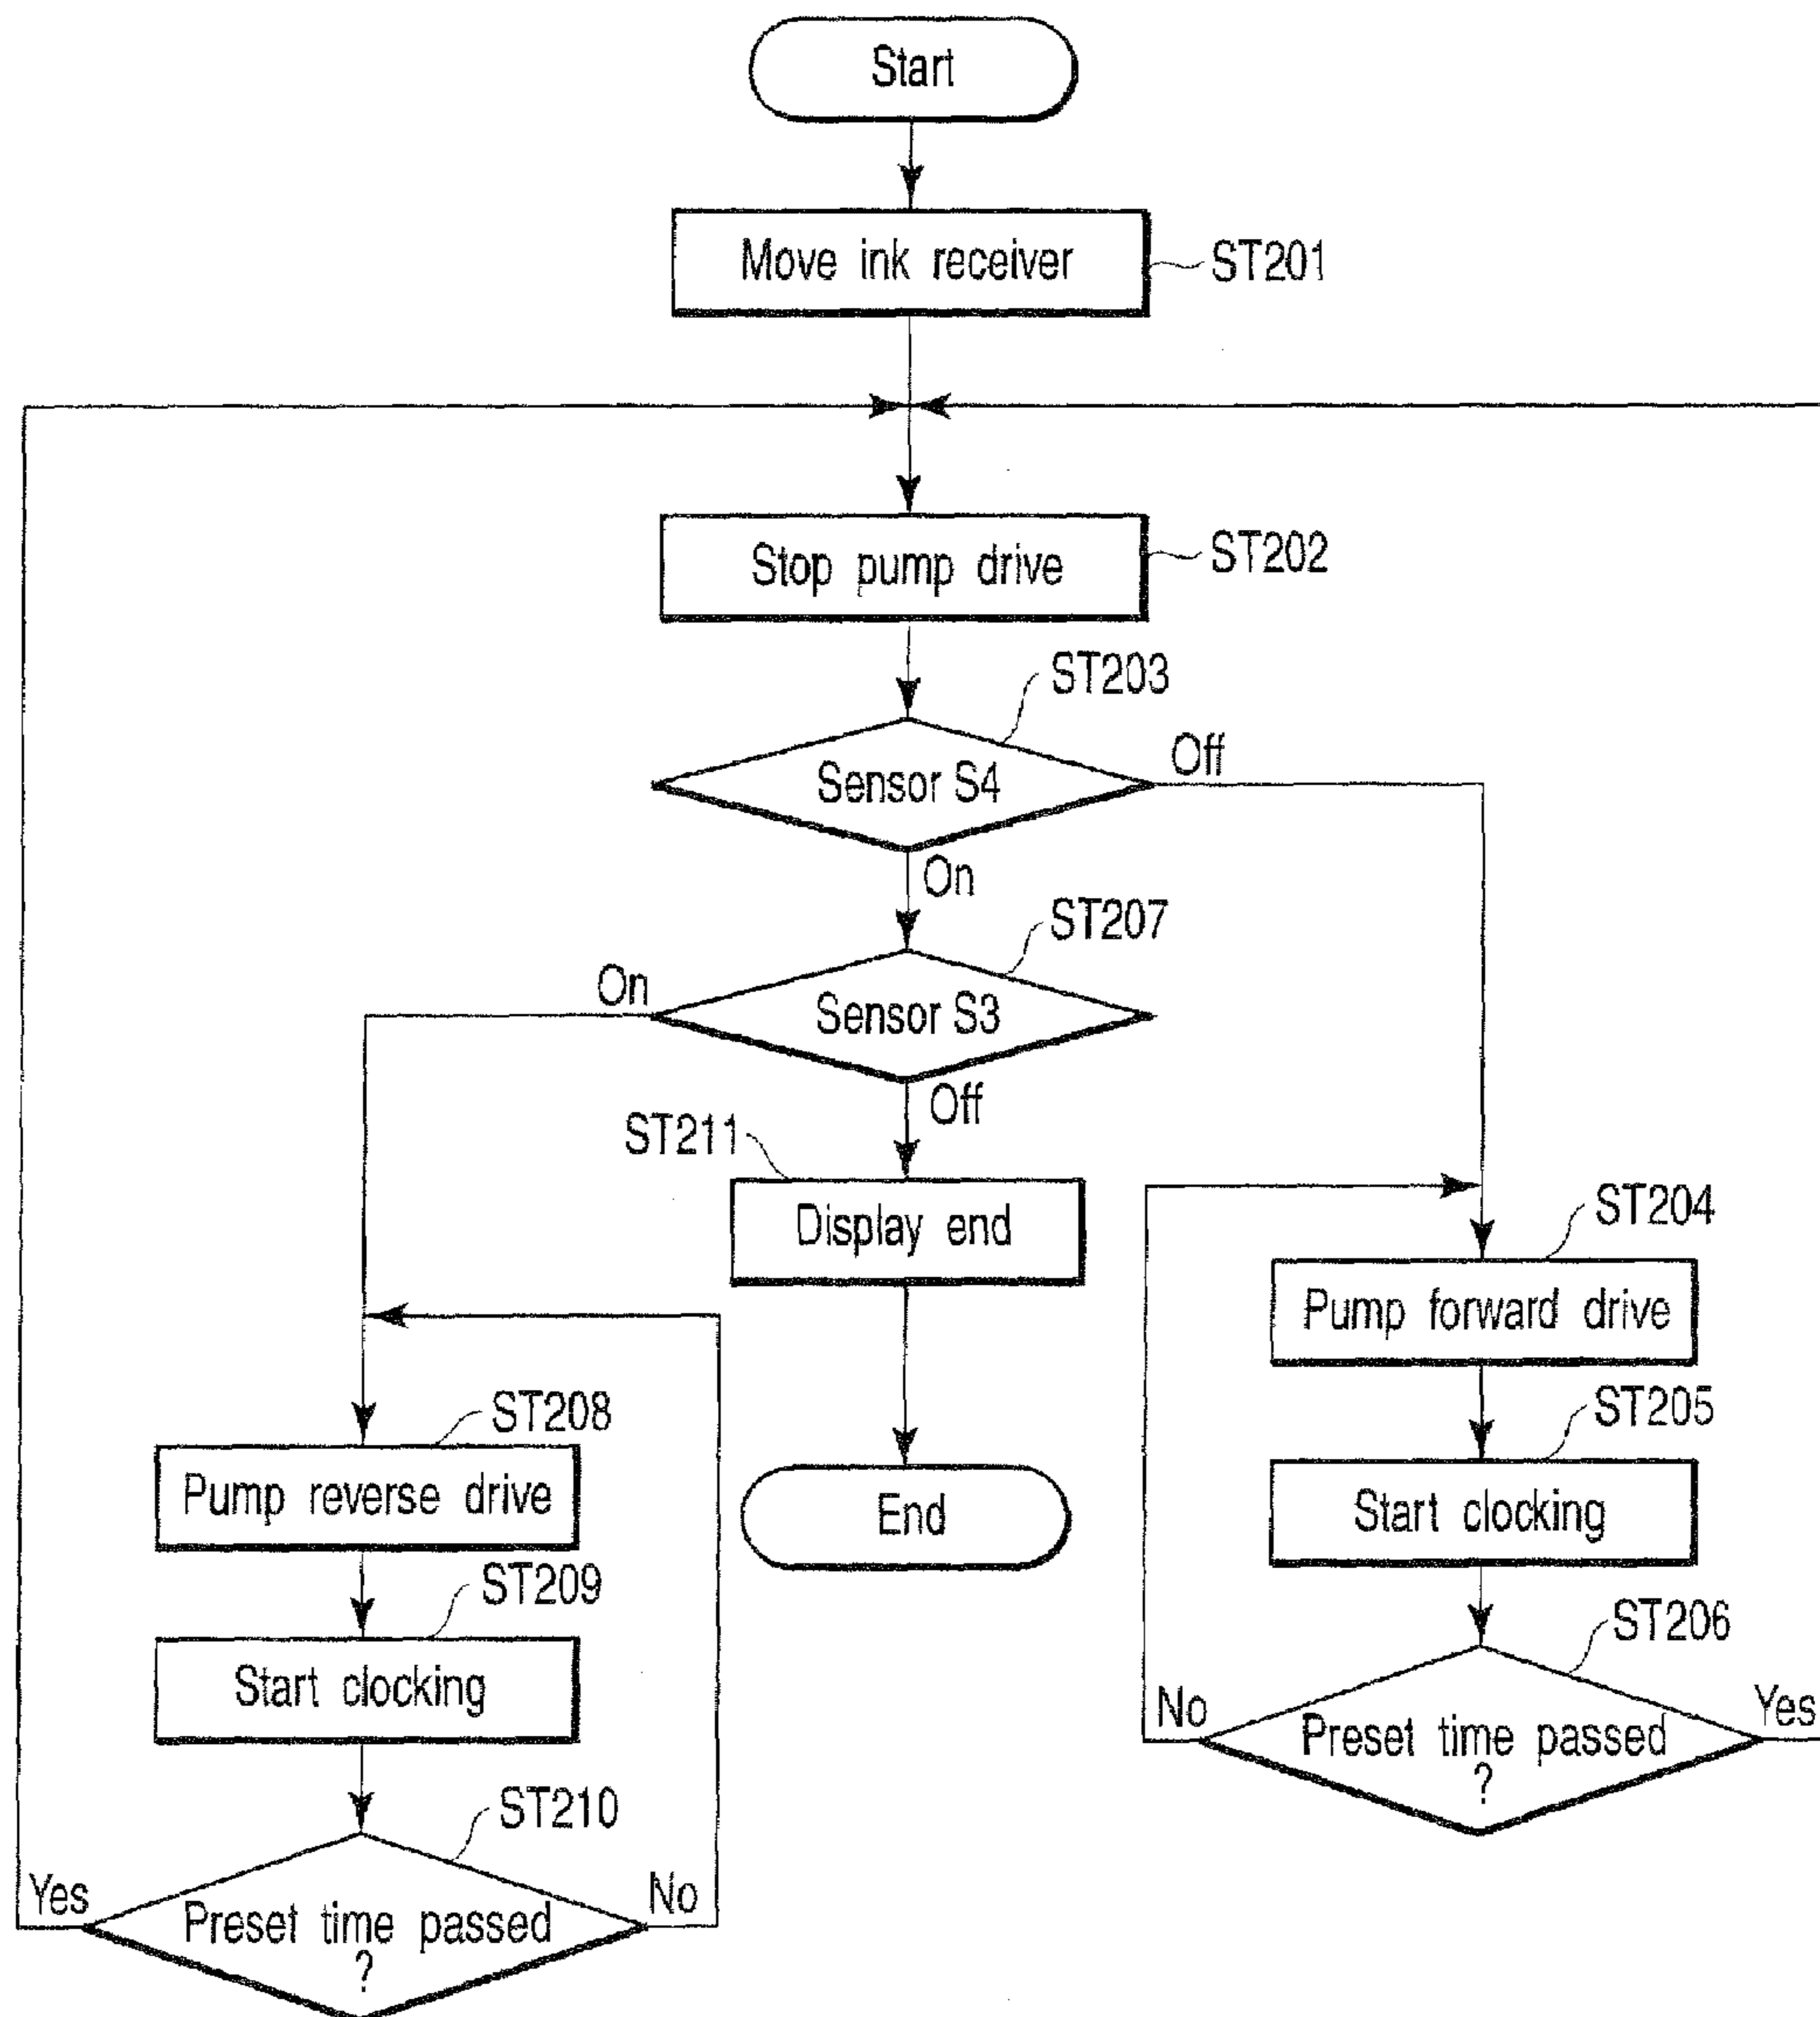 Start
Move ink receiver
ST201
Stop pump drive
ST202
ST203
Sensor S4
Off
On
ST207
On
Sensor S3
Off
ST211
Display end
ST204
Pump forward drive
ST208
Pump reverse drive
ST205
Start clocking
End
ST209
Start clocking
ST206
No
Preset time passed
?
Yes
ST210
Yes
Preset time passed
?
No